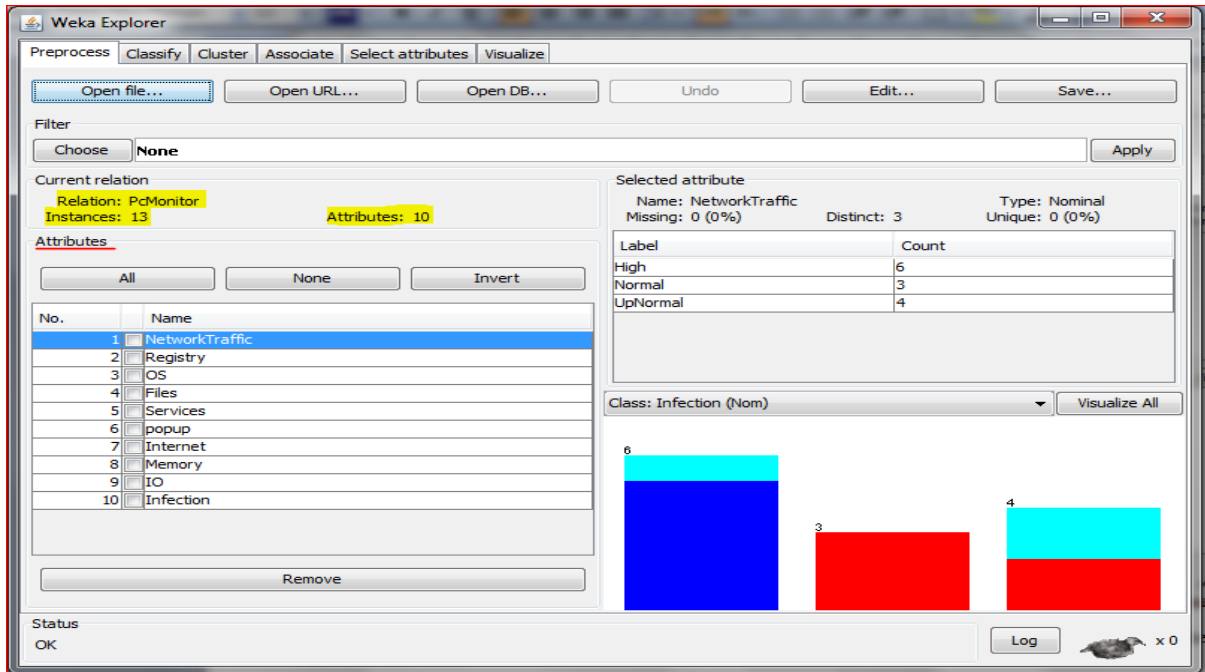 Weka Explorer
Preprocess Classify Cluster Associate Select attributes Visualize
Open file... Open URL... Open DB... Undo Edit... Save...
Filter
Choose None Apply
Current relation
Relation: PcMonitor
Instances: 13 Attributes: 10
Selected attribute
Name: NetworkTraffic Type: Nominal
Missing: 0 (0%) Distinct: 3 Unique: 0 (0%)
Attributes
All None Invert
No. Name
1 NetworkTraffic
2 Registry
3 OS
4 Files
5 Services
6 popup
7 Internet
8 Memory
9 IO
10 Infection
Remove
Label Count
High 6
Normal 3
UpNormal 4
Class: Infection (Nom) Visualize All
6
3
4
Status
OK
Log x 0